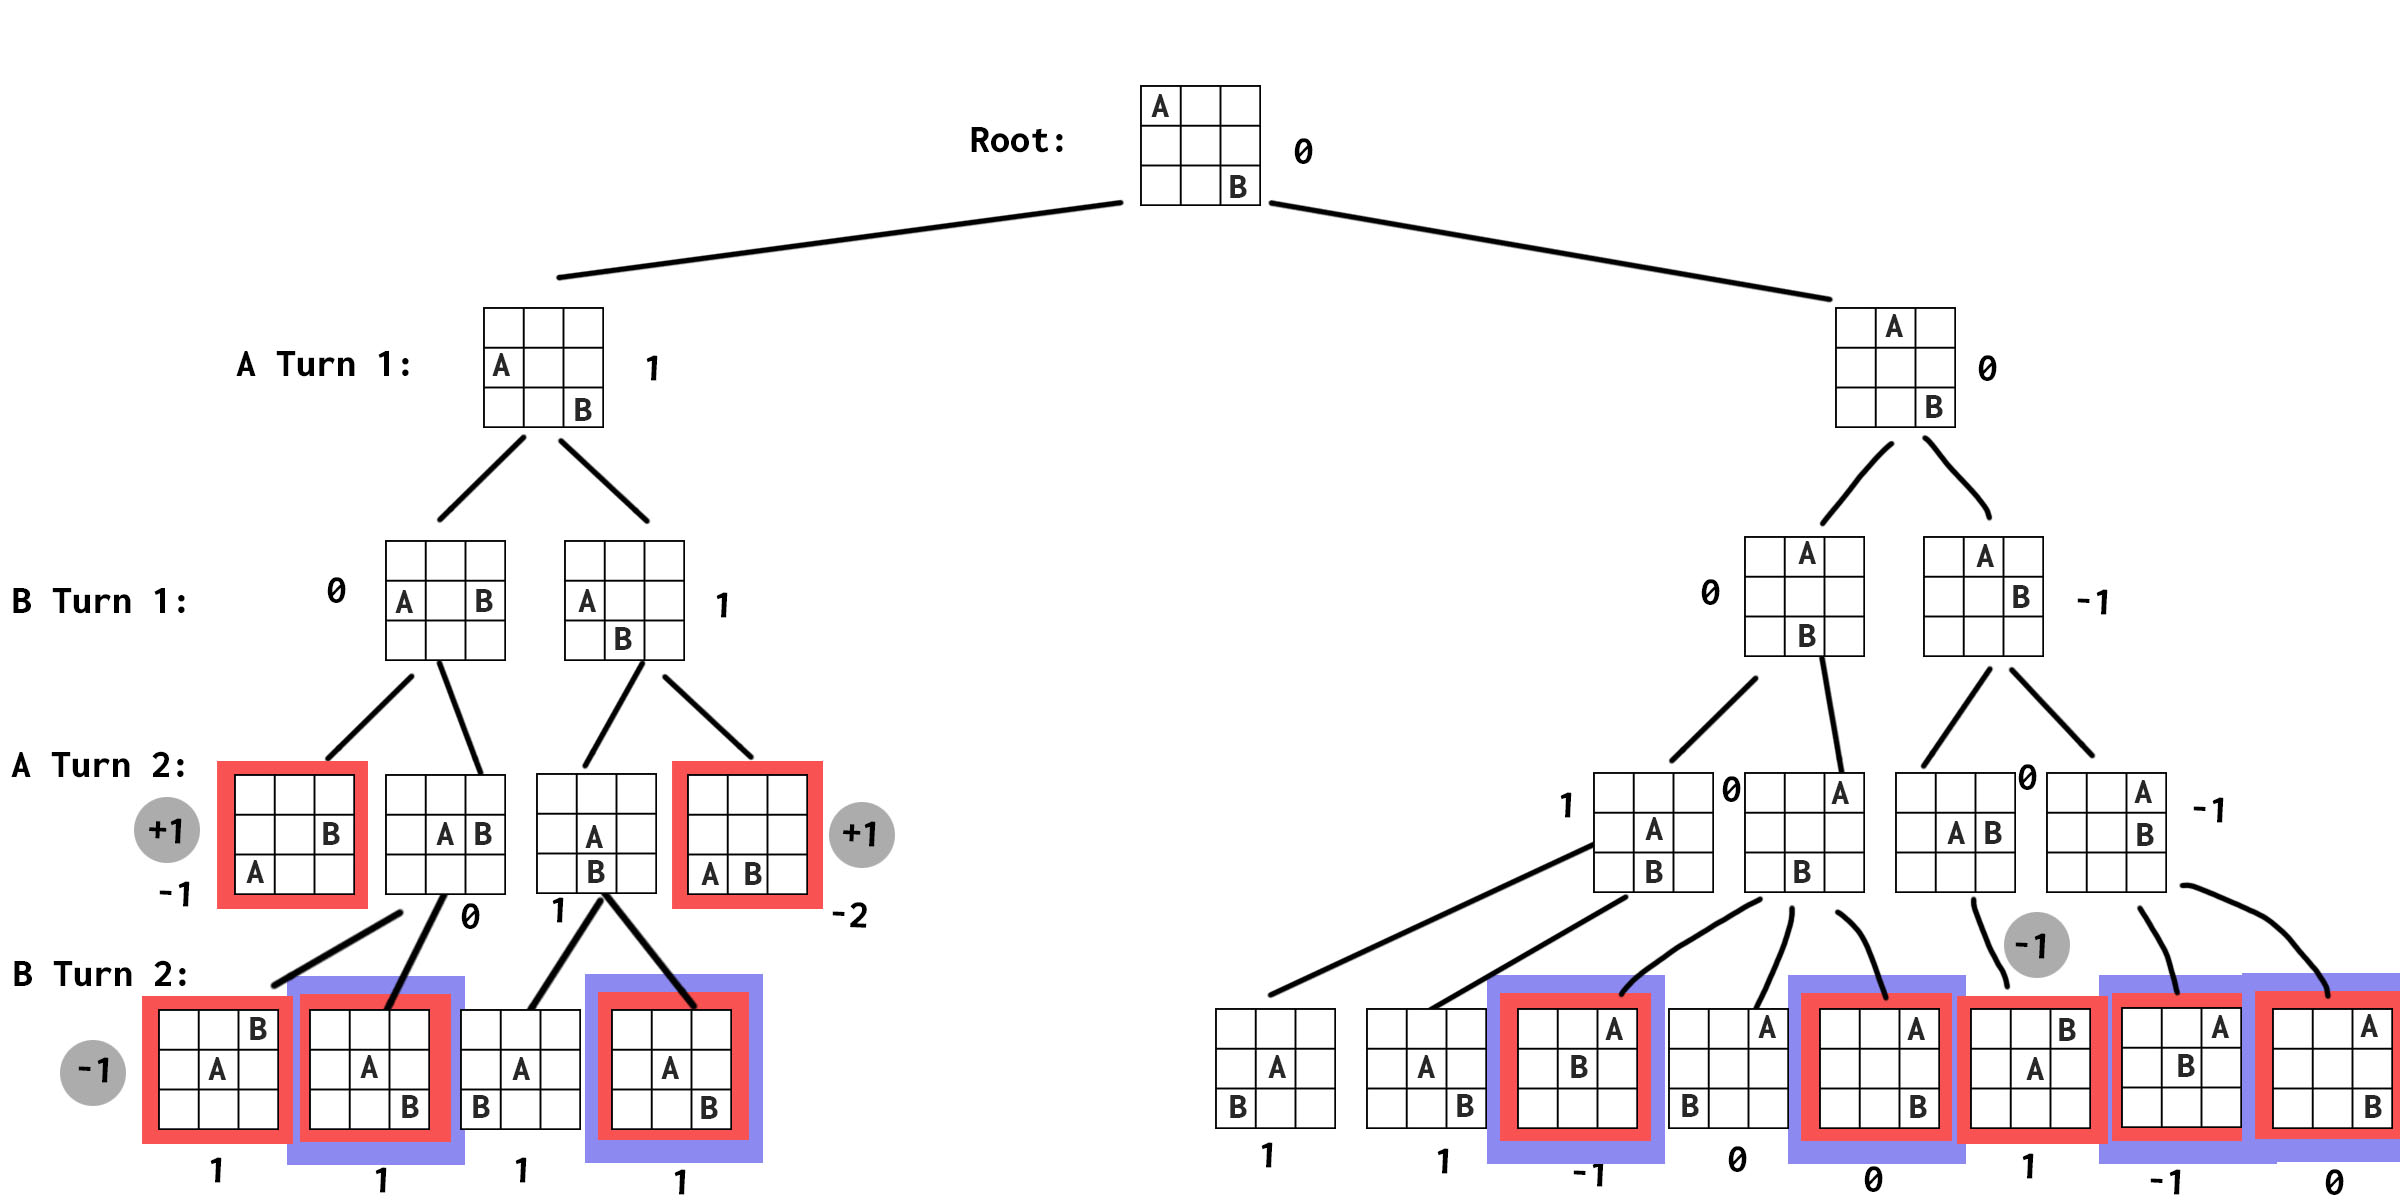 A
Root: 0
B
A
A Turn 1: A 1 0
B B
A A
B Turn 1: 0 A B A 1 0 B -1
B B
A Turn 2: 0 A 0 A
+1 B A B A +1 1 A A B B -1
-1 A 0 1 B A B -2 B B
B Turn 2: -1
B A A A B A A
-1 A A A A A A B A B
B B B B B B B B
1 1 1 1 1 1 -1 0 0 1 -1 0